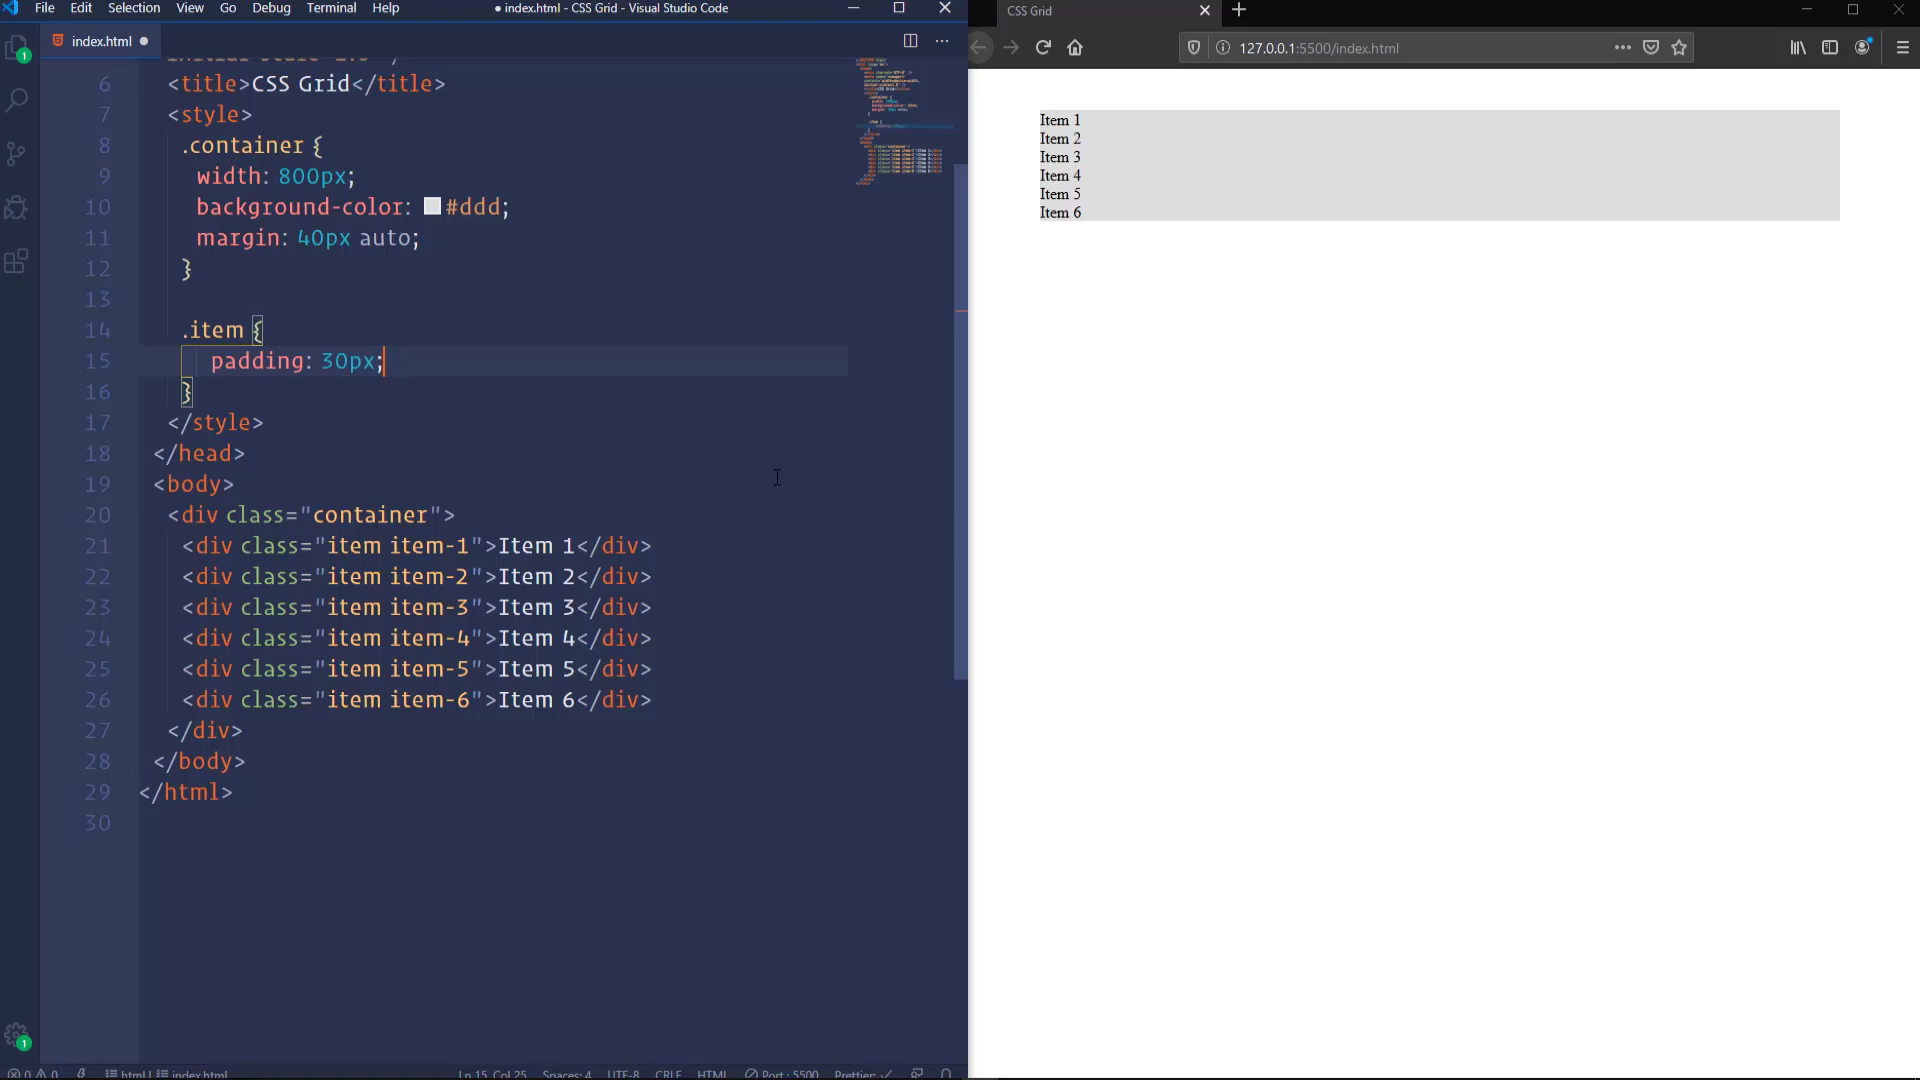 File Edit Selection View Go Debug Terminal Help
● index.html - CSS Grid - Visual Studio Code
index.html ●
6 <title>CSS Grid</title>
7 <style>
8 .container {
9 width: 800px;
10 background-color: #ddd;
11 margin: 40px auto;
12 }
13
14 .item {
15 padding: 30px;
16 }
17 </style>
18 </head>
19 <body>
20 <div class="container">
21 <div class="item item-1">Item 1</div>
22 <div class="item item-2">Item 2</div>
23 <div class="item item-3">Item 3</div>
24 <div class="item item-4">Item 4</div>
25 <div class="item item-5">Item 5</div>
26 <div class="item item-6">Item 6</div>
27 </div>
28 </body>
29 </html>
30
1
1
0 0 html index.html Ln 15, Col 25 Spaces: 4 UTF-8 CRLF HTML Port : 5500 Prettier: ✓
CSS Grid
127.0.0.1:5500/index.html
Item 1
Item 2
Item 3
Item 4
Item 5
Item 6